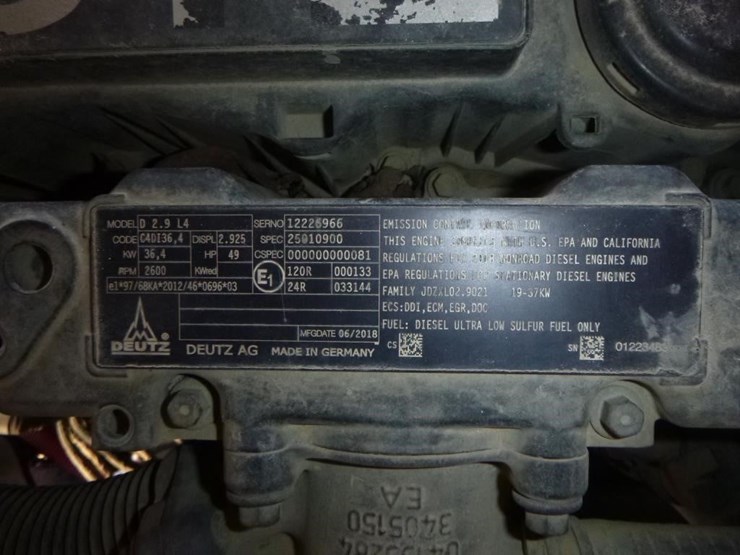 MODEL D 2.9 L4 SERNO 12226966
CODE C4DI36,4 DISPL 2.925 SPEC 25010900
KW 36,4 HP 49 CSPEC 000000000081
RPM 2600 KWred E1 120R 000133
e1*97/68KA*2012/46*0696*03 24R 033144
MFGDATE 06/2018
DEUTZ DEUTZ AG MADE IN GERMANY
EMISSION
THIS ENGINE U.S. EPA AND CALIFORNIA
REGULATIONS NONROAD DIESEL ENGINES AND
EPA REGULATIONS STATIONARY DIESEL ENGINES
FAMILY JDZXL02.9021 19-37KW
ECS:DDI,ECM,EGR,DOC
FUEL: DIESEL ULTRA LOW SULFUR FUEL ONLY
CS SN
EA
3405150